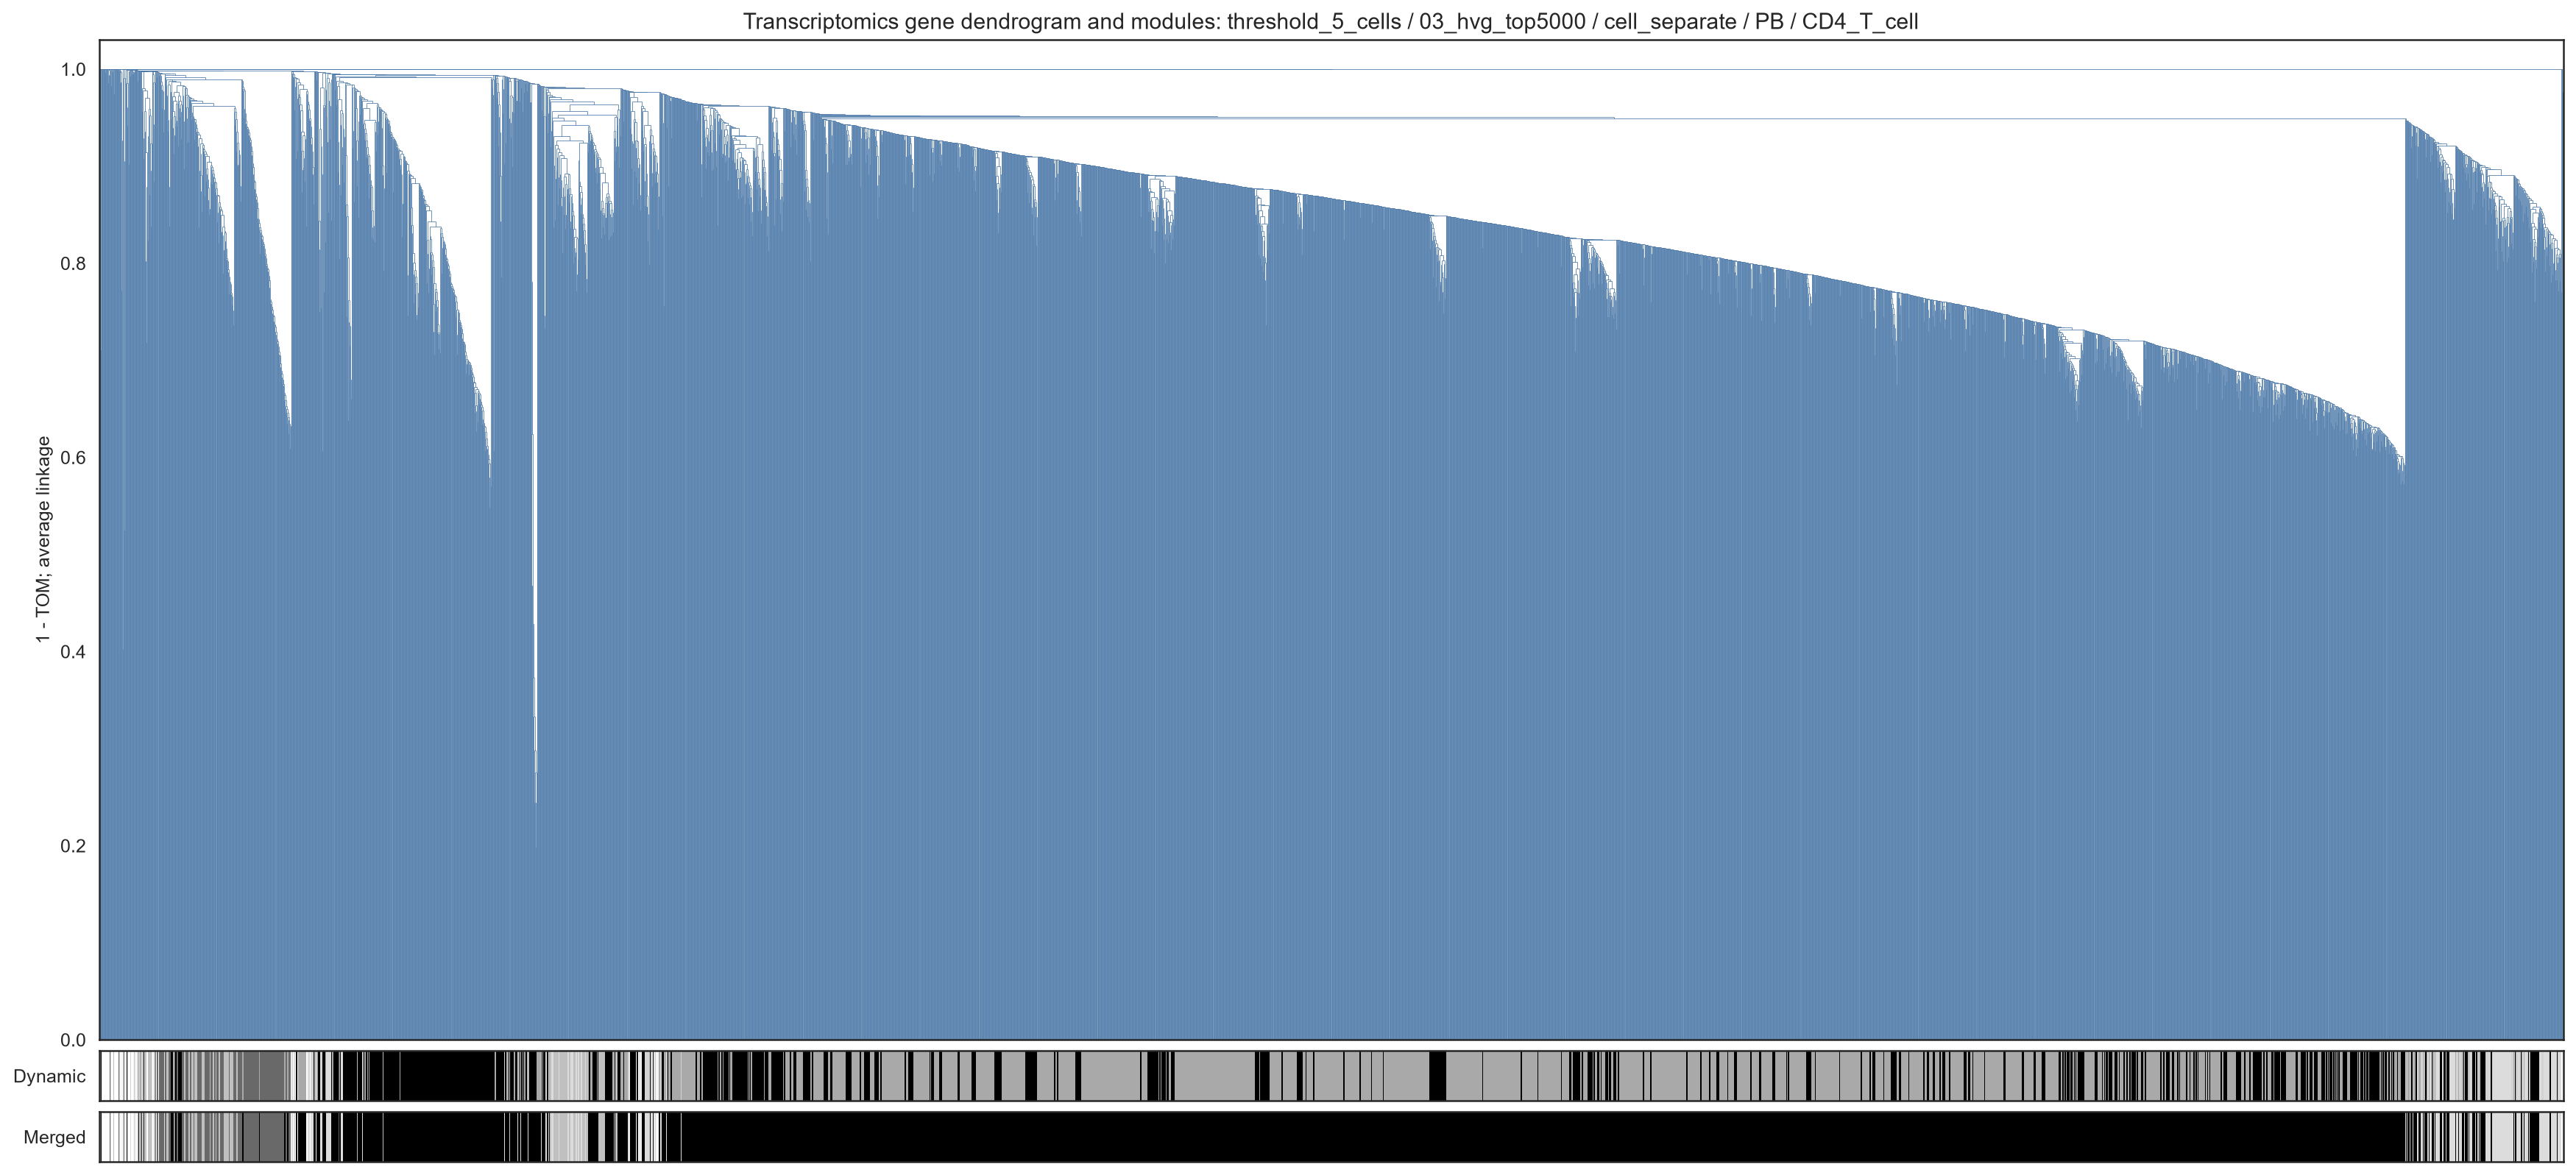 Transcriptomics gene dendrogram and modules: threshold_5_cells / 03_hvg_top5000 / cell_separate / PB / CD4_T_cell
1.0
0.8
0.6
0.4
0.2
0.0
1 - TOM; average linkage
Dynamic
Merged